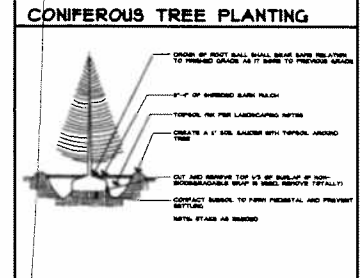 CONIFEROUS TREE PLANTING
CROWN OF ROOT BALL SHALL BEAR SAME RELATION
TO FINISHED GRADE AS IT BORE TO PREVIOUS GRADE
OF SHREDDED BARK MULCH
TOPSOIL MIX PER LANDSCAPING NOTES
CREATE A SOIL SAUCER WITH TOPSOIL AROUND
TREE
CUT AND REMOVE TOP 1/3 OF BURLAP (IF NON-
BIODEGRADABLE WRAP IS USED, REMOVE TOTALLY)
COMPACT SUBSOIL TO FORM PEDESTAL AND PREVENT
SETTLING
NOTE: STAKE AS NEEDED